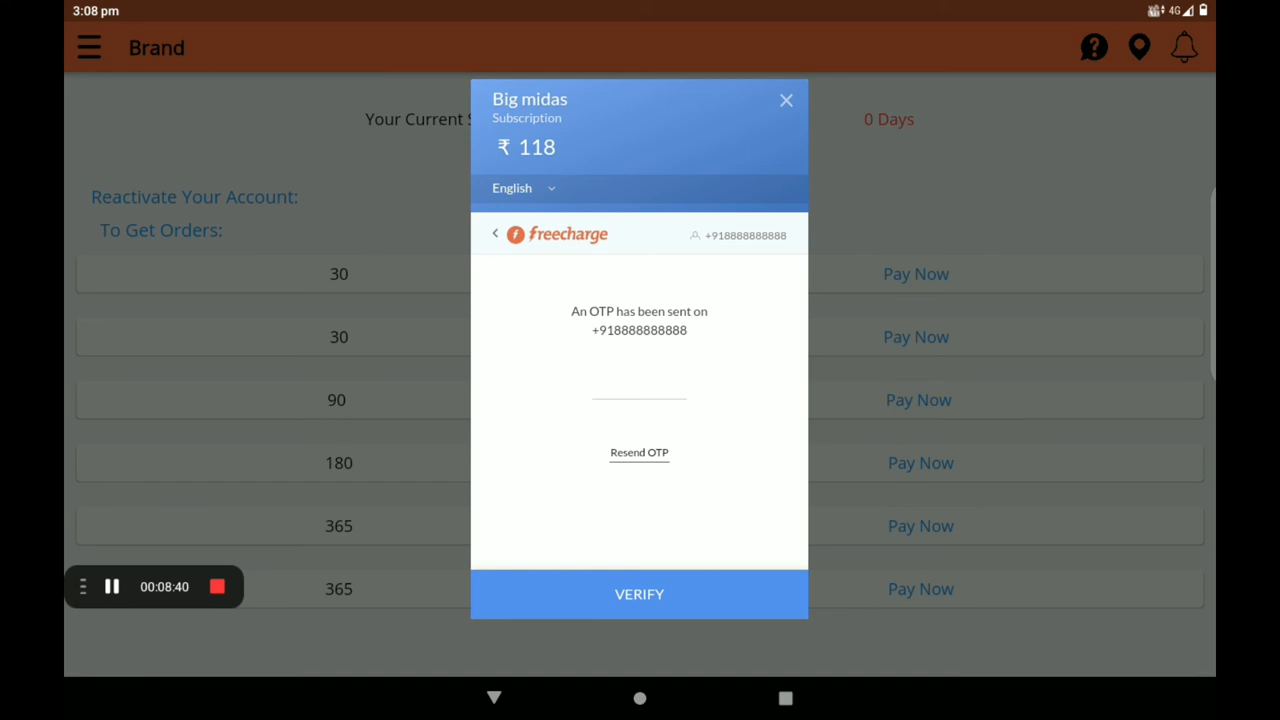 3:08 pm
4G
Brand
Big midas
Subscription
₹ 118
English
Your Current
0 Days
Reactivate Your Account:
To Get Orders:
freecharge
+918888888888
An OTP has been sent on
+918888888888
Resend OTP
VERIFY
30 Pay Now
30 Pay Now
90 Pay Now
180 Pay Now
365 Pay Now
365 Pay Now
00:08:40